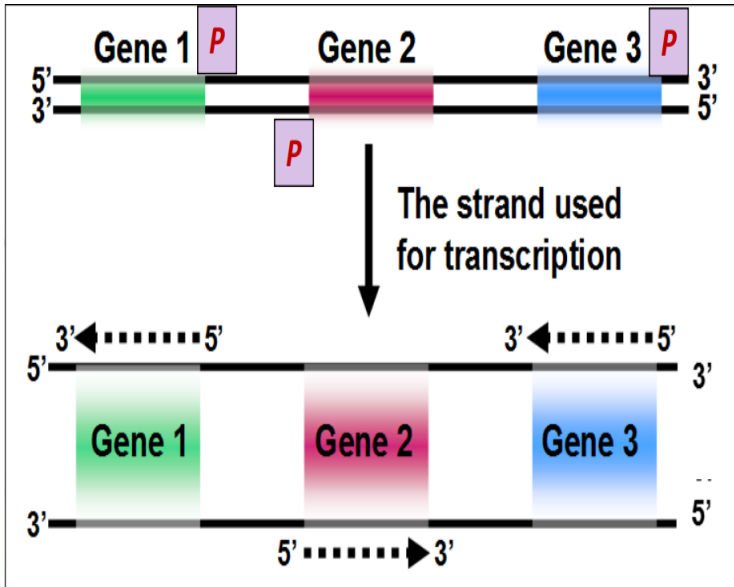 Gene 1 P Gene 2 Gene 3 P
5’ 3’
3’ 5’
P
The strand used
for transcription
3’ 5’ 3’ 5’
5’ 3’
Gene 1 Gene 2 Gene 3
--
3’ 5’
5’ 3’